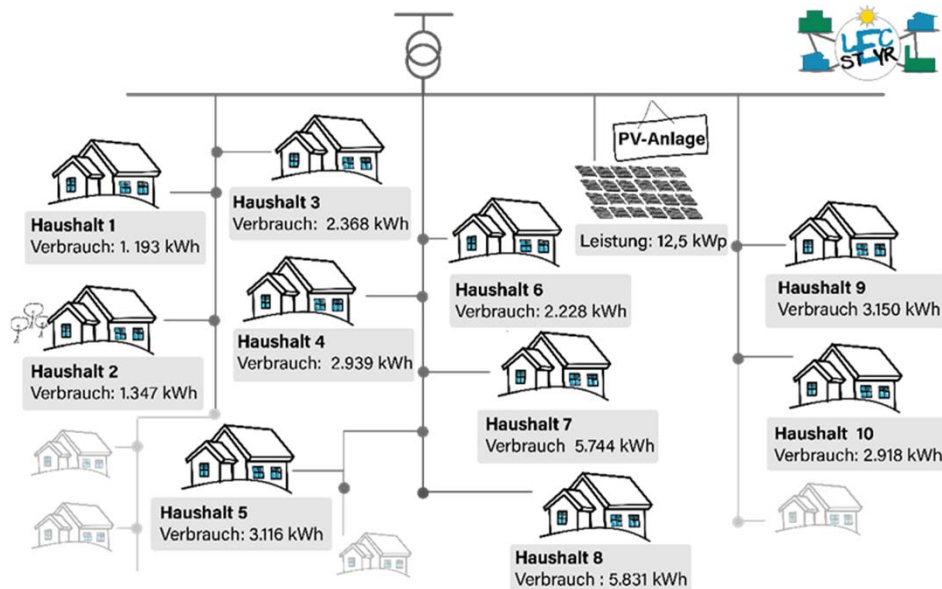 LEC
ST YR
PV-Anlage
Haushalt 1
Verbrauch: 1. 193 kWh
Haushalt 3
Verbrauch: 2.368 kWh
Leistung: 12,5 kWp
Haushalt 2
Verbrauch: 1.347 kWh
Haushalt 4
Verbrauch: 2.939 kWh
Haushalt 6
Verbrauch: 2.228 kWh
Haushalt 9
Verbrauch 3.150 kWh
Haushalt 7
Verbrauch 5.744 kWh
Haushalt 10
Verbrauch: 2.918 kWh
Haushalt 5
Verbrauch: 3.116 kWh
Haushalt 8
Verbrauch : 5.831 kWh